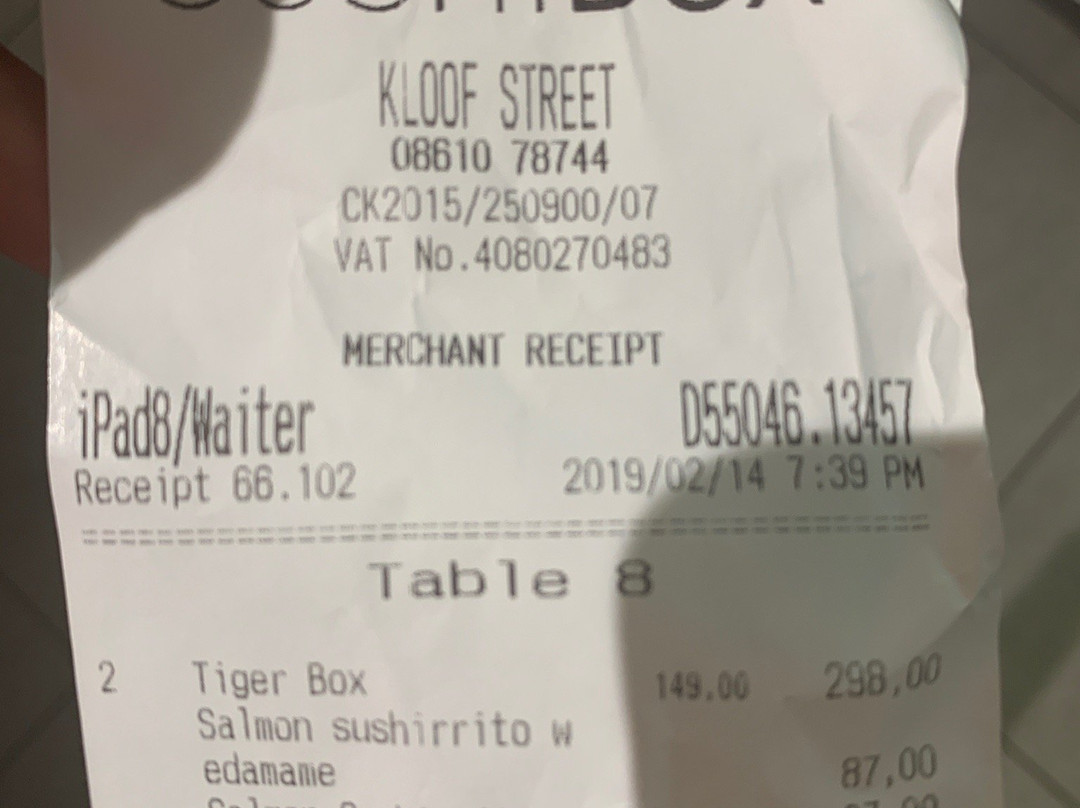 KLOOF STREET
08610 78744
CK2015/250900/07
VAT No.4080270483
MERCHANT RECEIPT
iPad8/Waiter D55046.13457
Receipt 66.102 2019/02/14 7:39 PM
Table 8
2 Tiger Box 149.00 298,00
Salmon sushirrito w
edamame 87,00